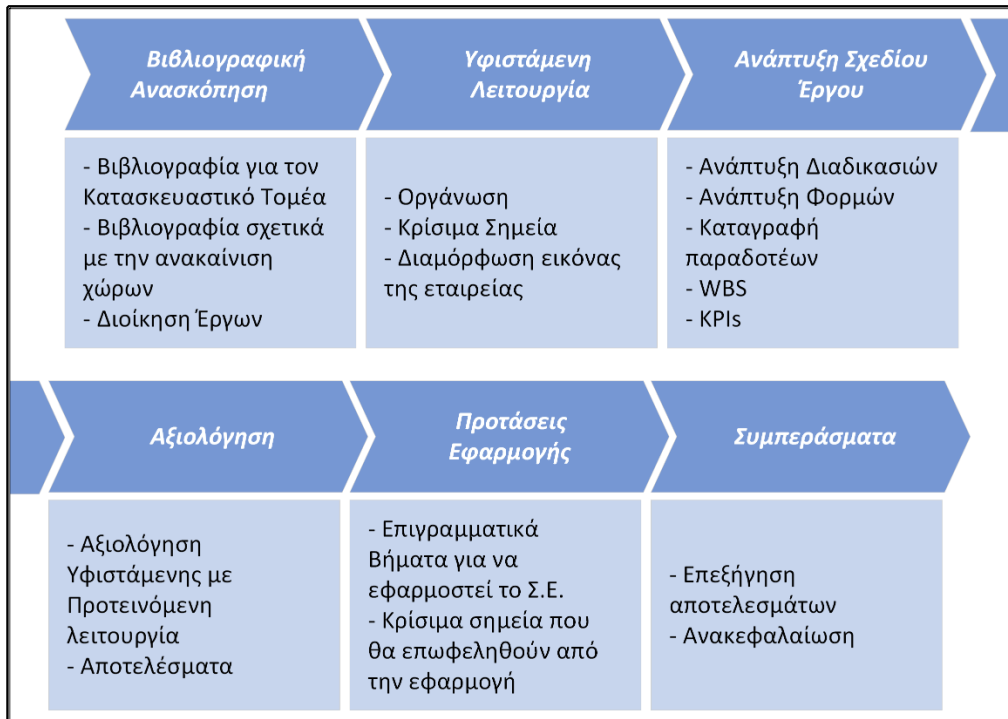 Βιβλιογραφική
Ανασκόπηση
- Βιβλιογραφία για τον
Κατασκευαστικό Τομέα
- Βιβλιογραφία σχετικά
με την ανακαίνιση
χώρων
- Διοίκηση Έργων
Υφιστάμενη
Λειτουργία
- Οργάνωση
- Κρίσιμα Σημεία
- Διαμόρφωση εικόνας
της εταιρείας
Ανάπτυξη Σχεδίου
Έργου
- Ανάπτυξη Διαδικασιών
- Ανάπτυξη Φορμών
- Καταγραφή
παραδοτέων
- WBS
- KPIs
Αξιολόγηση
- Αξιολόγηση
Υφιστάμενης με
Προτεινόμενη
λειτουργία
- Αποτελέσματα
Προτάσεις
Εφαρμογής
- Επιγραμματικά
Βήματα για να
εφαρμοστεί το Σ.Ε.
- Κρίσιμα σημεία που
θα επωφεληθούν από
την εφαρμογή
Συμπεράσματα
- Επεξήγηση
αποτελεσμάτων
- Ανακεφαλαίωση